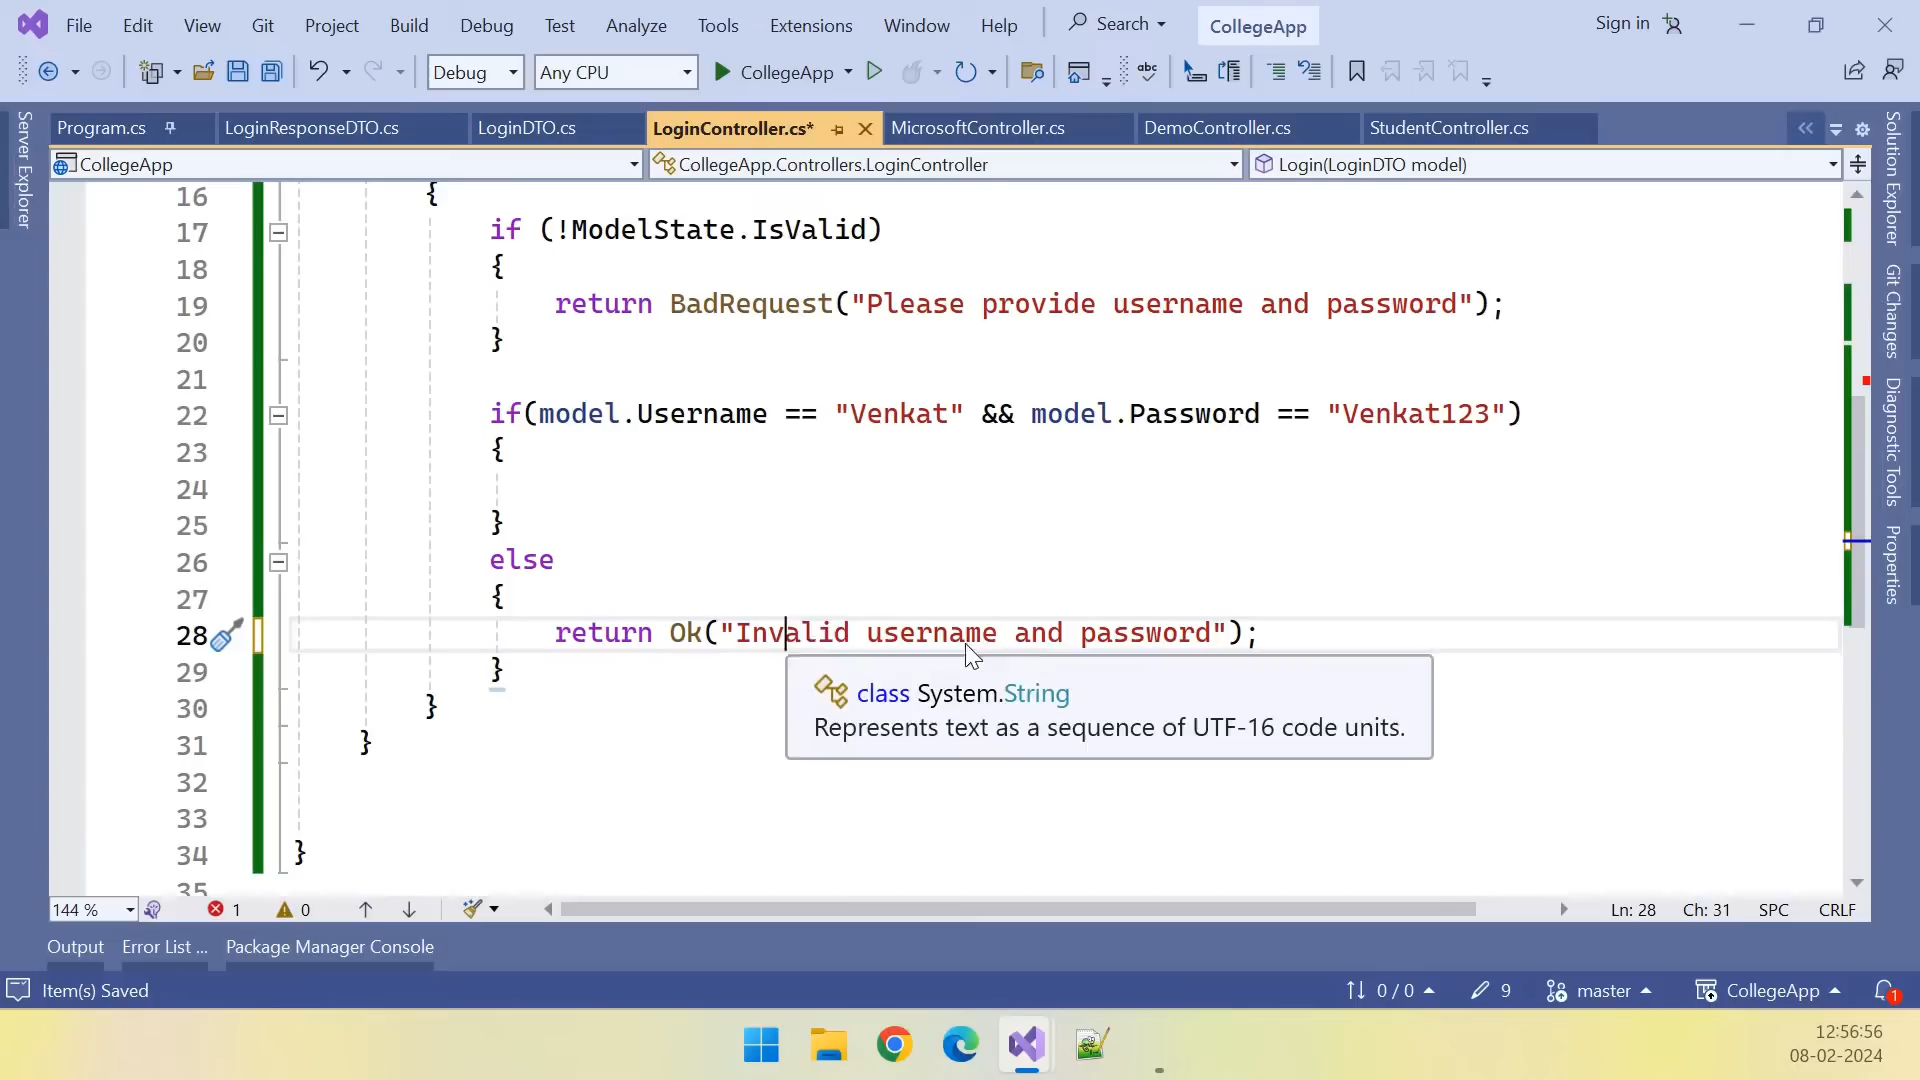 File Edit View Git Project Build Debug Test Analyze Tools Extensions Window Help Search CollegeApp Sign in
Debug Any CPU CollegeApp abc
Program.cs LoginResponseDTO.cs LoginDTO.cs LoginController.cs* MicrosoftController.cs DemoController.cs StudentController.cs
CollegeApp CollegeApp.Controllers.LoginController Login(LoginDTO model)
Server Explorer
Solution Explorer
Git Changes
Diagnostic Tools
Properties
16 {
17 if (!ModelState.IsValid)
18 {
19 return BadRequest("Please provide username and password");
20 }
21
22 if(model.Username == "Venkat" && model.Password == "Venkat123")
23 {
24
25 }
26 else
27 {
28 return Ok("Invalid username and password");
29 }
30 }
31 }
32
33
34 }
35
class System.String
Represents text as a sequence of UTF-16 code units.
144 % 1 0 Ln: 28 Ch: 31 SPC CRLF
Output Error List ... Package Manager Console
Item(s) Saved 0 / 0 9 master CollegeApp 1
12:56:56
08-02-2024